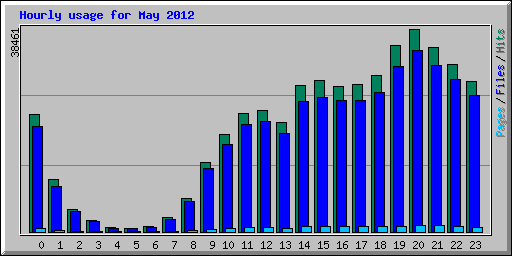 Hourly usage for May 2012
38461
Pages/Files/Hits
0 1 2 3 4 5 6 7 8 9 10 11 12 13 14 15 16 17 18 19 20 21 22 23